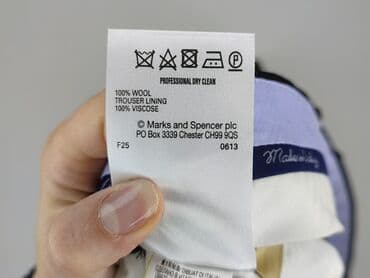 P
PROFESSIONAL DRY CLEAN
100% WOOL
TROUSER LINING
100% VISCOSE
© Marks and Spencer plc
PO Box 3339 Chester CH99 9QS
F25 0613